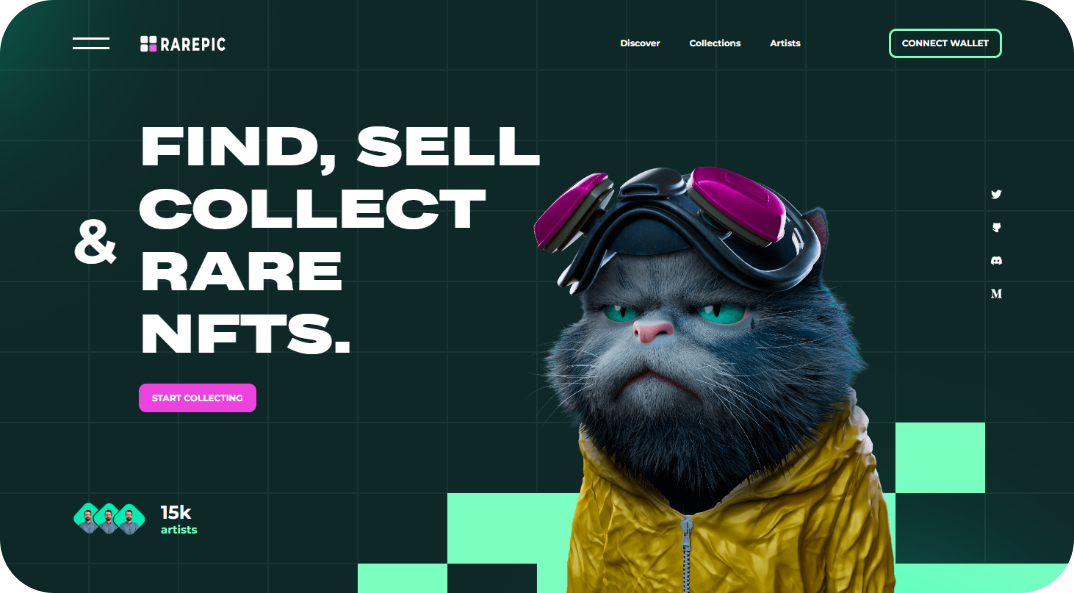 RAREPIC
Discover
Collections
Artists
CONNECT WALLET
FIND, SELL
COLLECT
&
RARE
NFTS.
START COLLECTING
15k
artists